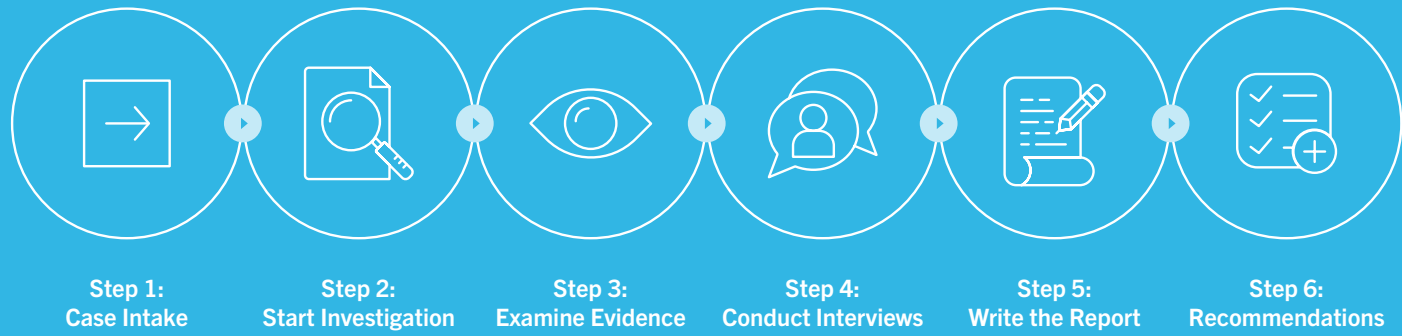 Step 1:
Case Intake
Step 2:
Start Investigation
Step 3:
Examine Evidence
Step 4:
Conduct Interviews
Step 5:
Write the Report
Step 6:
Recommendations